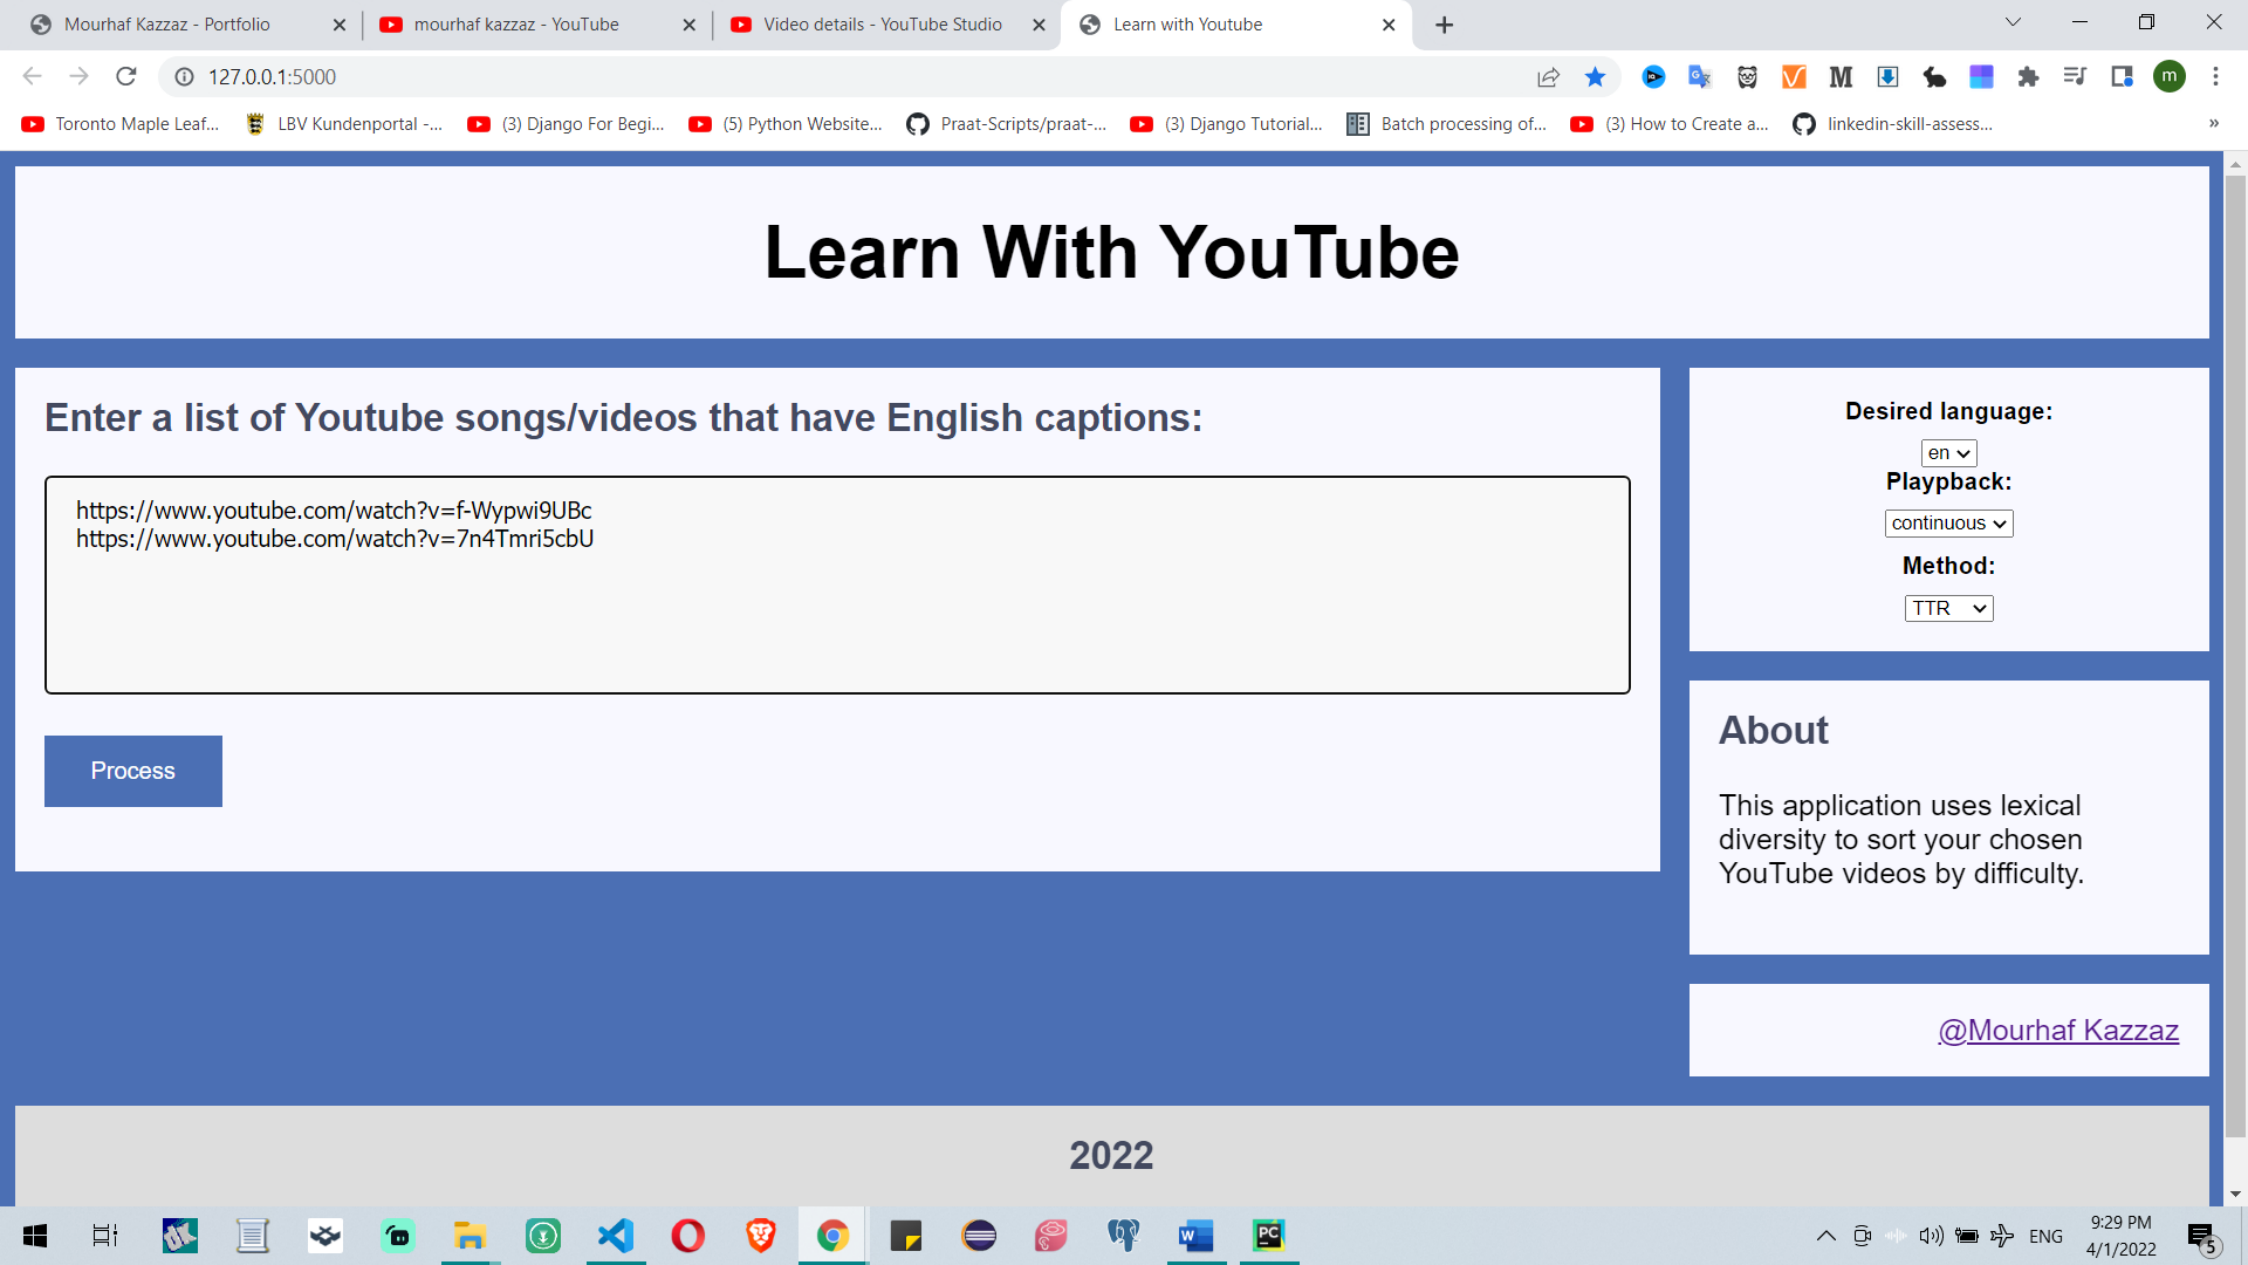 Mourhaf Kazzaz - Portfolio
mourhaf kazzaz - YouTube
Video details - YouTube Studio
Learn with Youtube
127.0.0.1:5000
m
Toronto Maple Leaf...
LBV Kundenportal -...
(3) Django For Begi...
(5) Python Website...
Praat-Scripts/praat-...
(3) Django Tutorial...
Batch processing of...
(3) How to Create a...
linkedin-skill-assess...
»
Learn With YouTube
Enter a list of Youtube songs/videos that have English captions:
https://www.youtube.com/watch?v=f-Wypwi9UBc
https://www.youtube.com/watch?v=7n4Tmri5cbU
Process
Desired language:
en
Playpback:
continuous
Method:
TTR
About
This application uses lexical
diversity to sort your chosen
YouTube videos by difficulty.
@Mourhaf Kazzaz
2022
W
PC
ENG
9:29 PM
4/1/2022
5